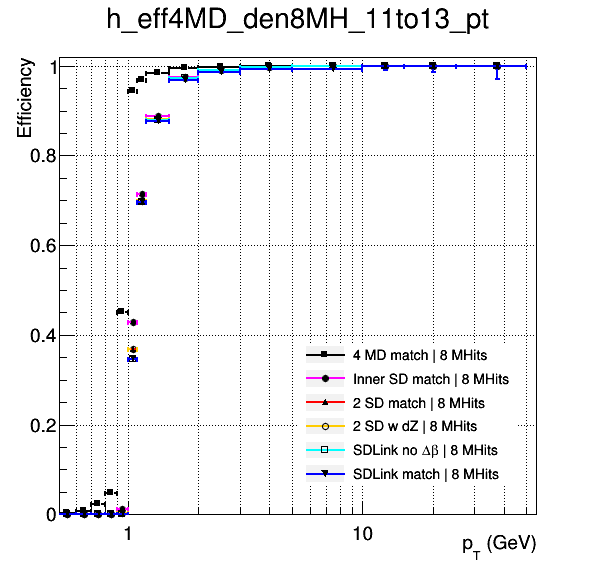 h_eff4MD_den8MH_11to13_pt
Efficiency
1
0.8
0.6
0.4
0.2
0
4 MD match | 8 MHits
Inner SD match | 8 MHits
2 SD match | 8 MHits
2 SD w dZ | 8 MHits
SDLink no Δβ | 8 MHits
SDLink match | 8 MHits
1
10
p_T (GeV)